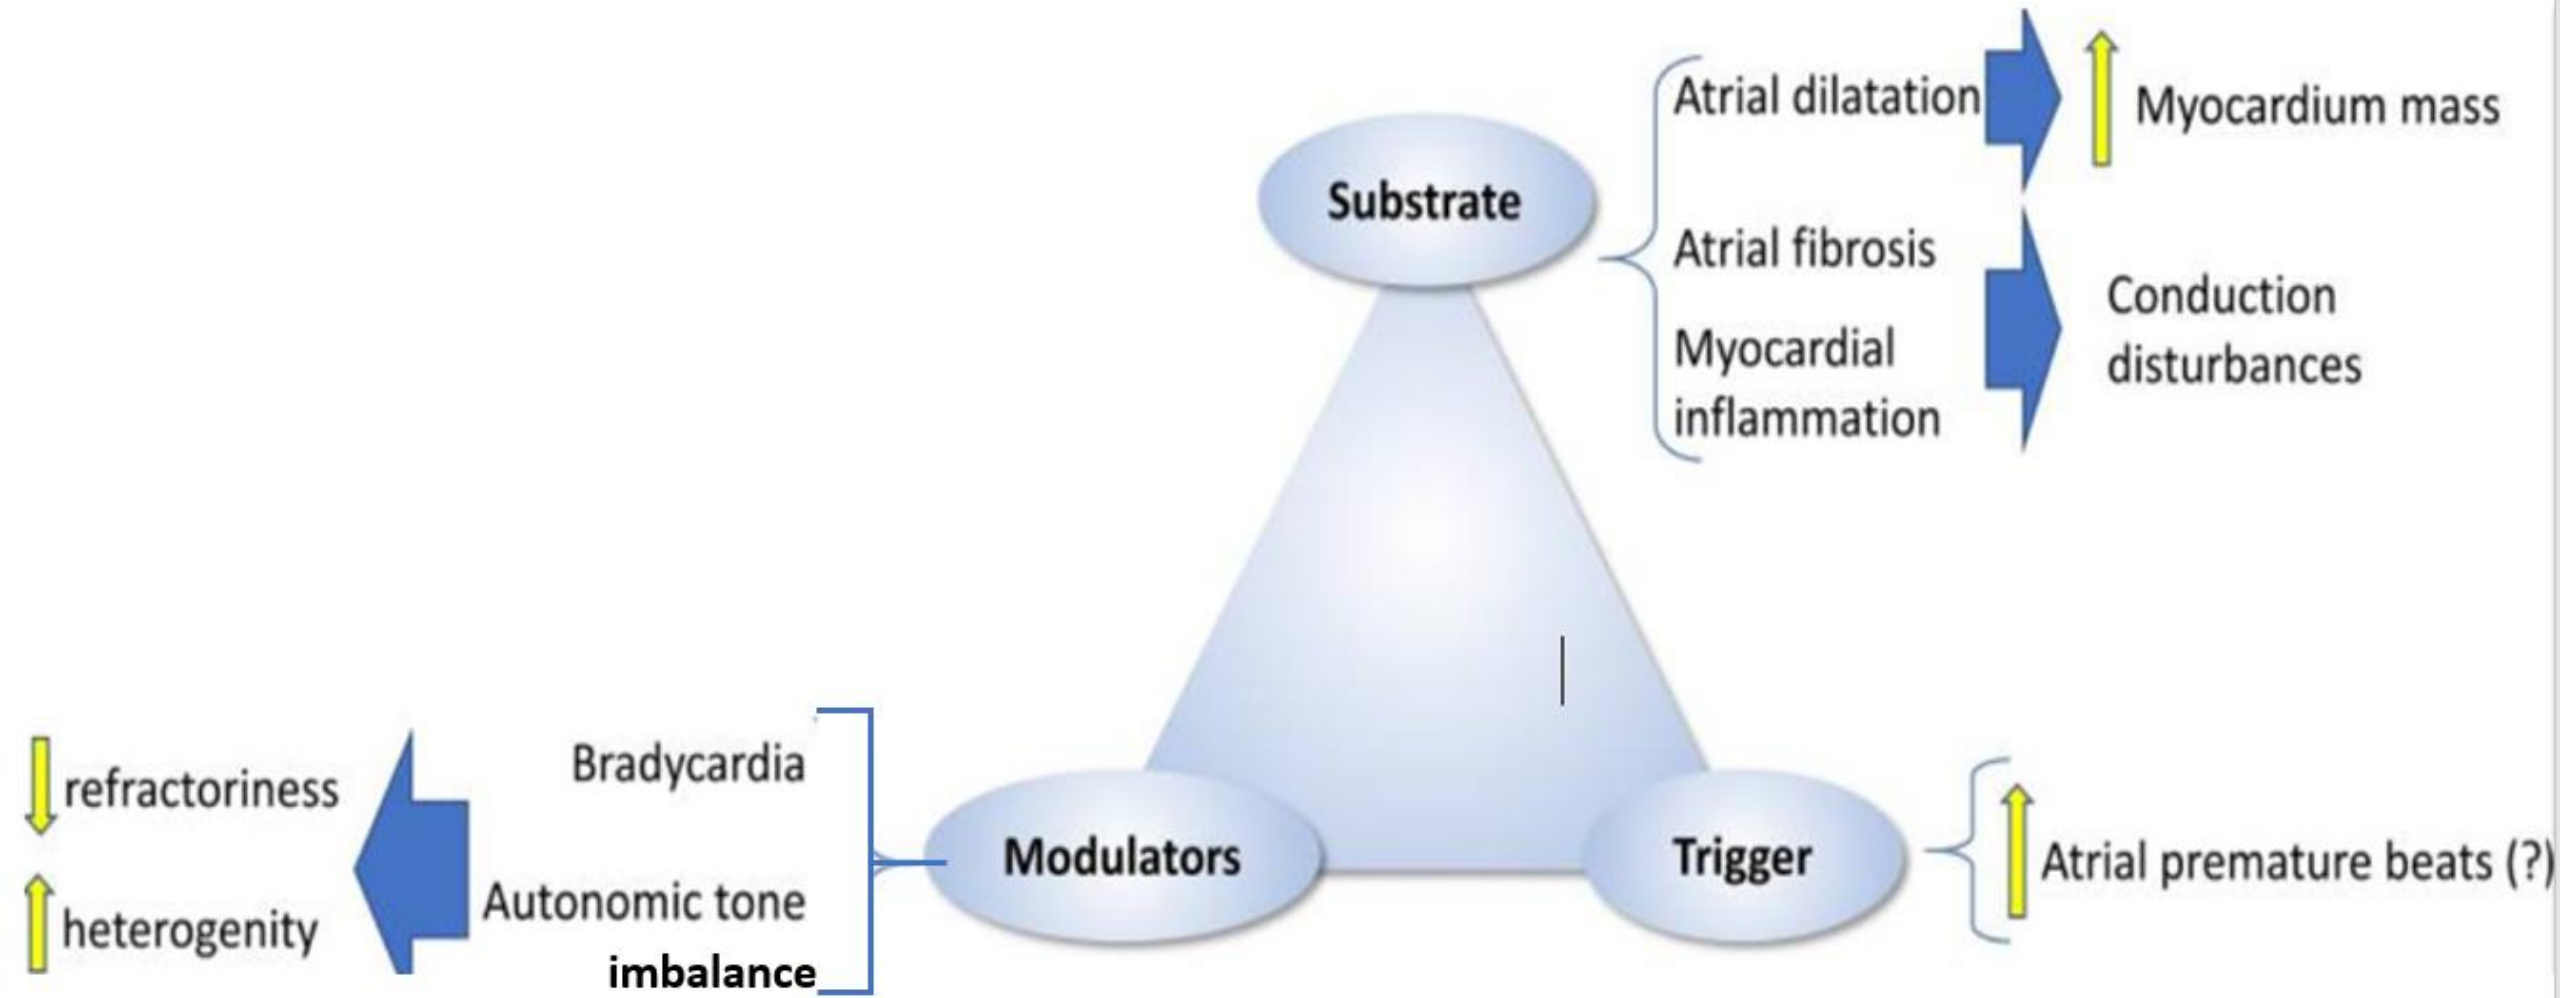 Substrate
Atrial dilatation
Myocardium mass
Atrial fibrosis
Myocardial
inflammation
Conduction
disturbances
refractoriness
heterogenity
Bradycardia
Autonomic tone
imbalance
Modulators
Trigger
Atrial premature beats (?)